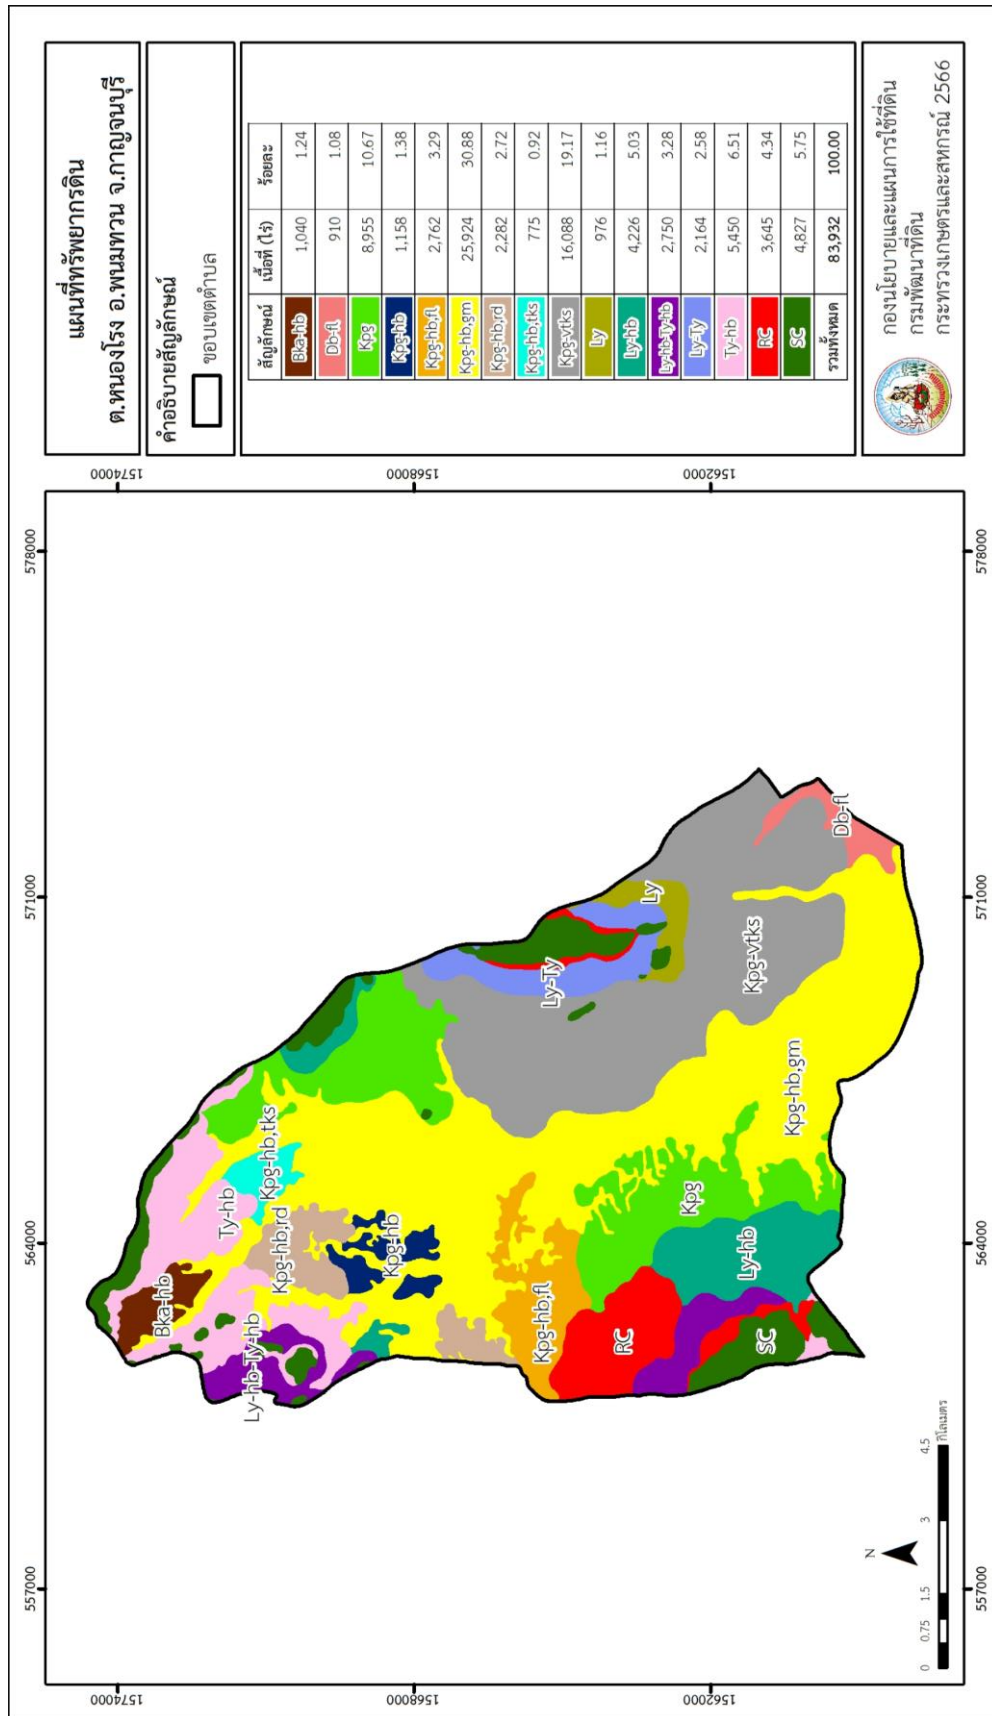 แผนที่ทรัพยากรดิน
ต.หนองโรง อ.พนมทวน จ.กาญจนบุรี
คำอธิบายสัญลักษณ์
ขอบเขตตำบล
สัญลักษณ์ เนื้อที่ (ไร่) ร้อยละ
Bka-hb 1,040 1.24
Db-fl 910 1.08
Kpg 8,955 10.67
Kpg-hb 1,158 1.38
Kpg-hb,fl 2,762 3.29
Kpg-hb,gm 25,924 30.88
Kpg-hb,rd 2,282 2.72
Kpg-hb,tks 775 0.92
Kpg-vtks 16,088 19.17
Ly 976 1.16
Ly-hb 4,226 5.03
Ly-hb-Ty-hb 2,750 3.28
Ly-Ty 2,164 2.58
Ty-hb 5,450 6.51
RC 3,645 4.34
SC 4,827 5.75
รวมทั้งหมด 83,932 100.00
กองนโยบายและแผนการใช้ที่ดิน
กรมพัฒนาที่ดิน
กระทรวงเกษตรและสหกรณ์ 2566
557000 564000 571000 578000
1574000 1574000
1568000 1568000
1562000 1562000
Bka-hb
Ty-hb
Ly-hb-Ty-hb
Kpg-hb,tks
Kpg-hb,rd
Kpg-hb
Kpg-hb,fl
Ly-Ty
RC
Kpg
Ly
Ly-hb
Kpg-vtks
SC
Kpg-hb,gm
Db-fl
N
0 0.75 1.5 3 4.5
กิโลเมตร
557000 564000 571000 578000